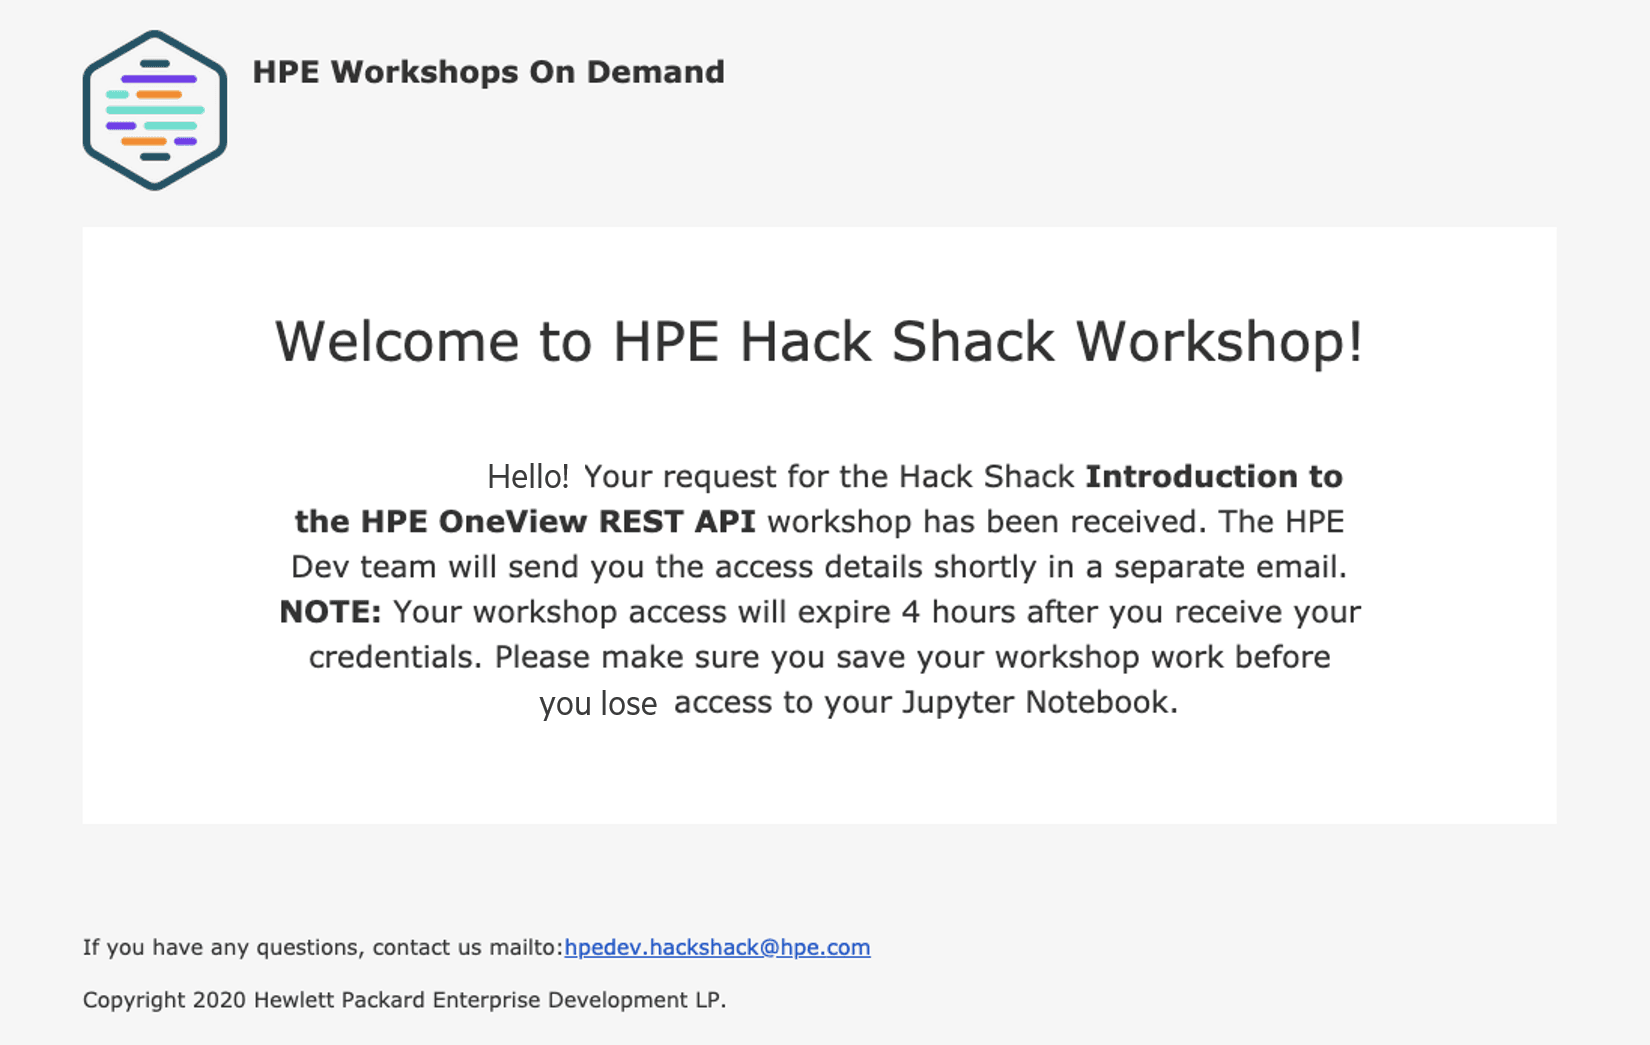 HPE Workshops On Demand
Welcome to HPE Hack Shack Workshop!
Hello! Your request for the Hack Shack Introduction to
the HPE OneView REST API workshop has been received. The HPE
Dev team will send you the access details shortly in a separate email.
NOTE: Your workshop access will expire 4 hours after you receive your
credentials. Please make sure you save your workshop work before
you lose access to your Jupyter Notebook.
If you have any questions, contact us mailto:hpedev.hackshack@hpe.com
Copyright 2020 Hewlett Packard Enterprise Development LP.